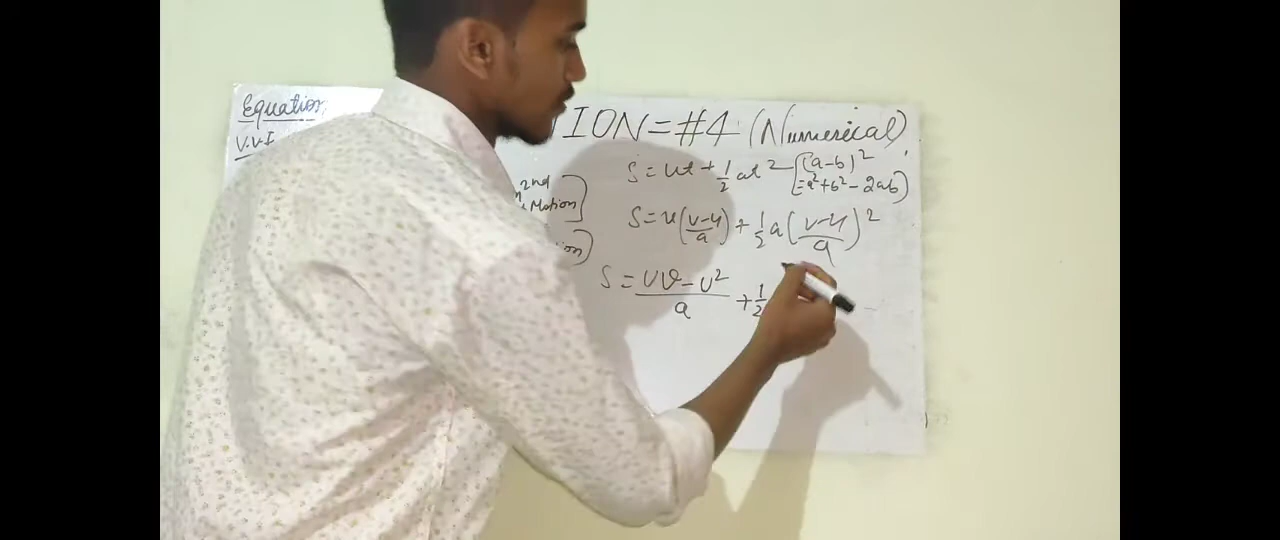 Equation
V.V.I
TION = #4 (Numerical)
S = ut + 1/2 at² [(a-b)²
= a² + b² - 2ab)
2nd
Motion)
S = u(v-u/a) + 1/2 a(v-u/a)²
ion)
S = uv - u²/a + 1/2